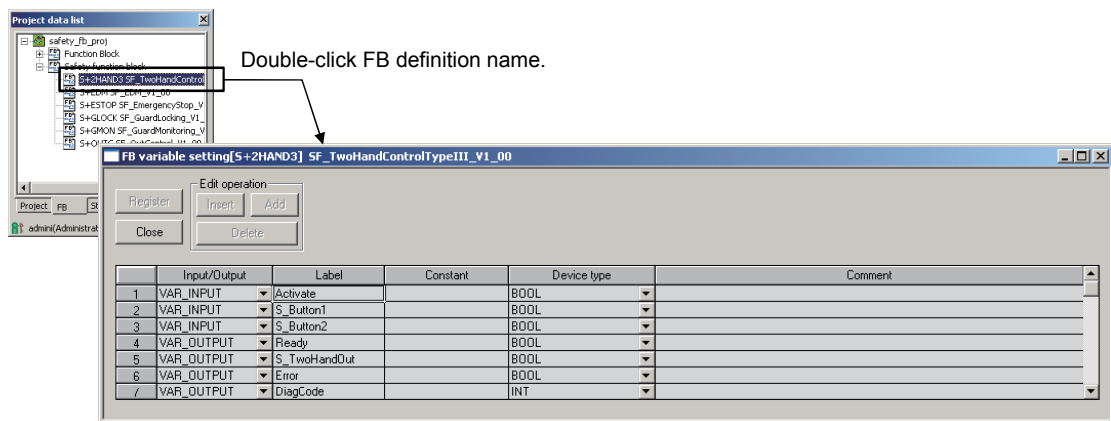 Project data list
safety_fb_proj
Function Block
Safety function block
S+2HAND3 SF_TwoHandControl
S+EDM SF_EDM_V1_00
S+ESTOP SF_EmergencyStop_V
S+GLOCK SF_GuardLocking_V1_
S+GMON SF_GuardMonitoring_V
S+OUTC SF_OutControl_V1_00
Project FB St
admini(Administrat
Double-click FB definition name.
FB variable setting[S+2HAND3] SF_TwoHandControlTypeIII_V1_00
Edit operation
Register Insert Add
Close Delete
Input/Output Label Constant Device type Comment
1 VAR_INPUT Activate BOOL
2 VAR_INPUT S_Button1 BOOL
3 VAR_INPUT S_Button2 BOOL
4 VAR_OUTPUT Ready BOOL
5 VAR_OUTPUT S_TwoHandOut BOOL
6 VAR_OUTPUT Error BOOL
7 VAR_OUTPUT DiagCode INT